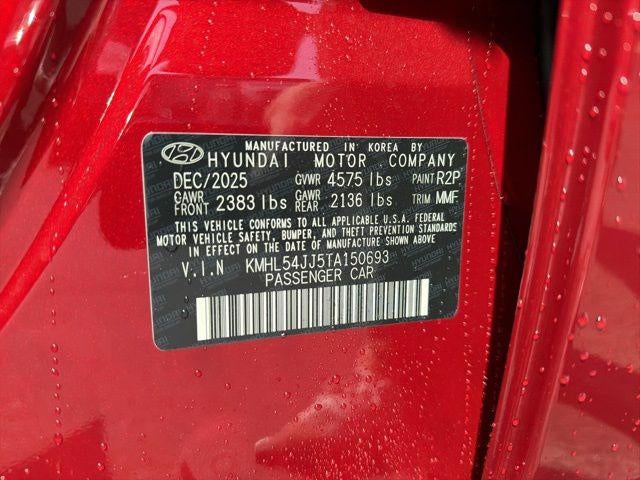 MANUFACTURED IN KOREA BY
HYUNDAI MOTOR COMPANY
DEC/2025 GVWR 4575 lbs PAINT R2P
GAWR FRONT 2383 lbs GAWR REAR 2136 lbs TRIM MMF
THIS VEHICLE CONFORMS TO ALL APPLICABLE U.S.A. FEDERAL
MOTOR VEHICLE SAFETY, BUMPER, AND THEFT PREVENTION STANDARDS
IN EFFECT ON THE DATE OF MANUFACTURE SHOWN ABOVE.
V.I.N KMHL54JJ5TA150693
PASSENGER CAR